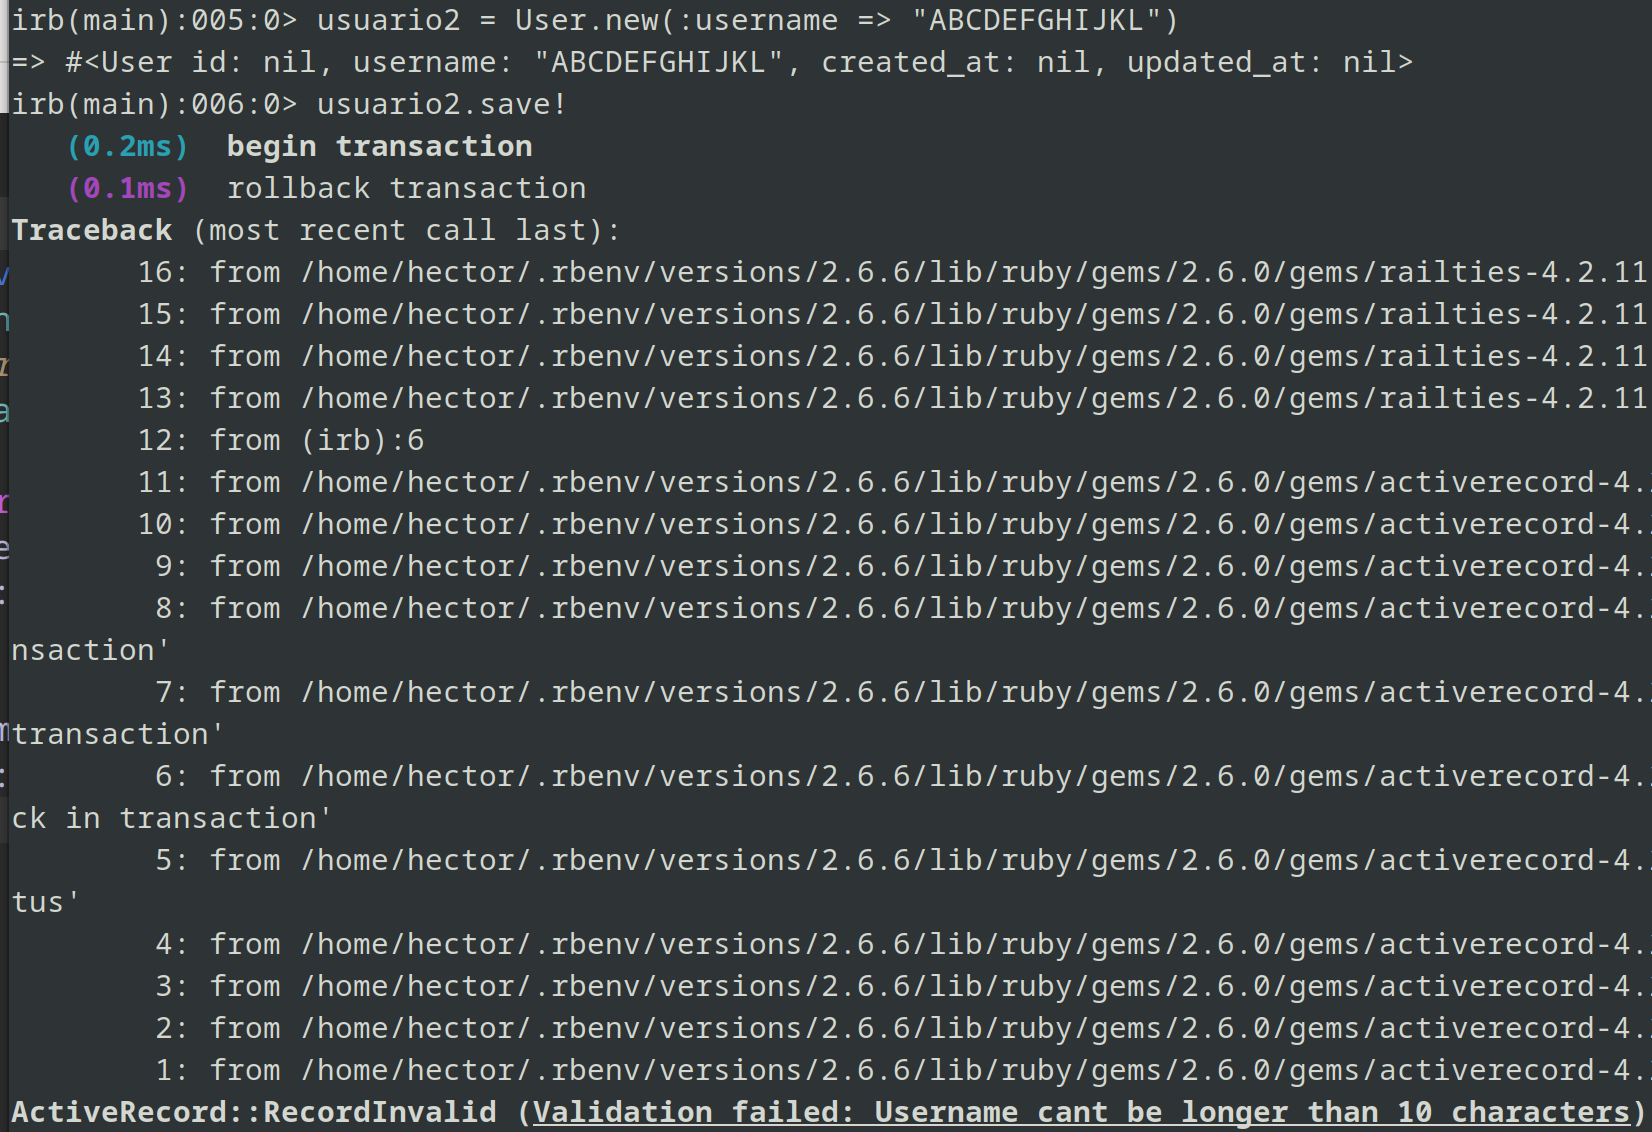 irb(main):005:0> usuario2 = User.new(:username => "ABCDEFGHIJKL")
=> #<User id: nil, username: "ABCDEFGHIJKL", created_at: nil, updated_at: nil>
irb(main):006:0> usuario2.save!
(0.2ms) begin transaction
(0.1ms) rollback transaction
Traceback (most recent call last):
16: from /home/hector/.rbenv/versions/2.6.6/lib/ruby/gems/2.6.0/gems/railties-4.2.11
15: from /home/hector/.rbenv/versions/2.6.6/lib/ruby/gems/2.6.0/gems/railties-4.2.11
14: from /home/hector/.rbenv/versions/2.6.6/lib/ruby/gems/2.6.0/gems/railties-4.2.11
13: from /home/hector/.rbenv/versions/2.6.6/lib/ruby/gems/2.6.0/gems/railties-4.2.11
12: from (irb):6
11: from /home/hector/.rbenv/versions/2.6.6/lib/ruby/gems/2.6.0/gems/activerecord-4.
10: from /home/hector/.rbenv/versions/2.6.6/lib/ruby/gems/2.6.0/gems/activerecord-4.
9: from /home/hector/.rbenv/versions/2.6.6/lib/ruby/gems/2.6.0/gems/activerecord-4.
8: from /home/hector/.rbenv/versions/2.6.6/lib/ruby/gems/2.6.0/gems/activerecord-4.
nsaction'
7: from /home/hector/.rbenv/versions/2.6.6/lib/ruby/gems/2.6.0/gems/activerecord-4.
transaction'
6: from /home/hector/.rbenv/versions/2.6.6/lib/ruby/gems/2.6.0/gems/activerecord-4.
ck in transaction'
5: from /home/hector/.rbenv/versions/2.6.6/lib/ruby/gems/2.6.0/gems/activerecord-4.
tus'
4: from /home/hector/.rbenv/versions/2.6.6/lib/ruby/gems/2.6.0/gems/activerecord-4.
3: from /home/hector/.rbenv/versions/2.6.6/lib/ruby/gems/2.6.0/gems/activerecord-4.
2: from /home/hector/.rbenv/versions/2.6.6/lib/ruby/gems/2.6.0/gems/activerecord-4.
1: from /home/hector/.rbenv/versions/2.6.6/lib/ruby/gems/2.6.0/gems/activerecord-4.
ActiveRecord::RecordInvalid (Validation failed: Username cant be longer than 10 characters)